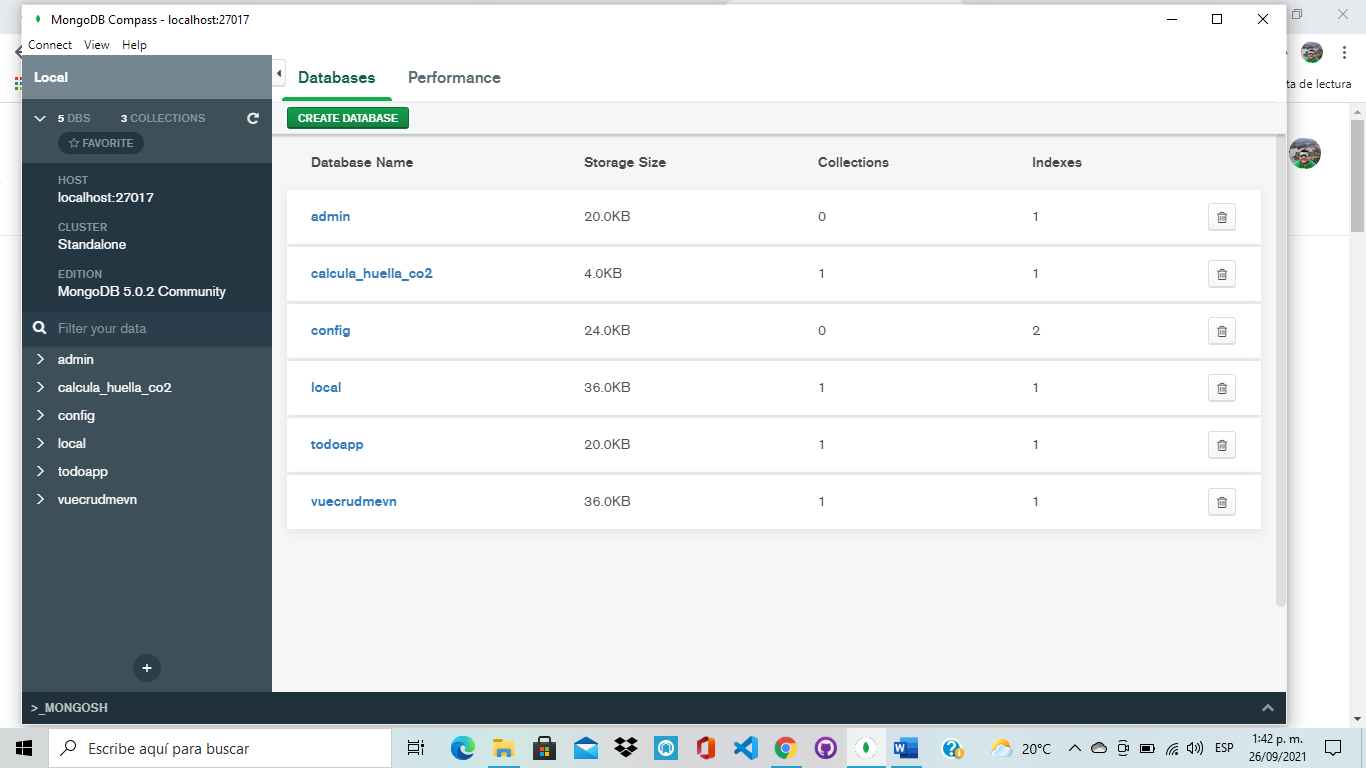 MongoDB Compass - localhost:27017
Connect View Help
Local
Databases Performance
5 DBS 3 COLLECTIONS
FAVORITE
CREATE DATABASE
HOST
localhost:27017
CLUSTER
Standalone
EDITION
MongoDB 5.0.2 Community
Filter your data
admin
calcula_huella_co2
config
local
todoapp
vuecrudmevn
Database Name Storage Size Collections Indexes
admin 20.0KB 0 1
calcula_huella_co2 4.0KB 1 1
config 24.0KB 0 2
local 36.0KB 1 1
todoapp 20.0KB 1 1
vuecrudmevn 36.0KB 1 1
>_MONGOSH
ta de lectura
Escribe aquí para buscar
20°C
ESP
1:42 p. m.
26/09/2021